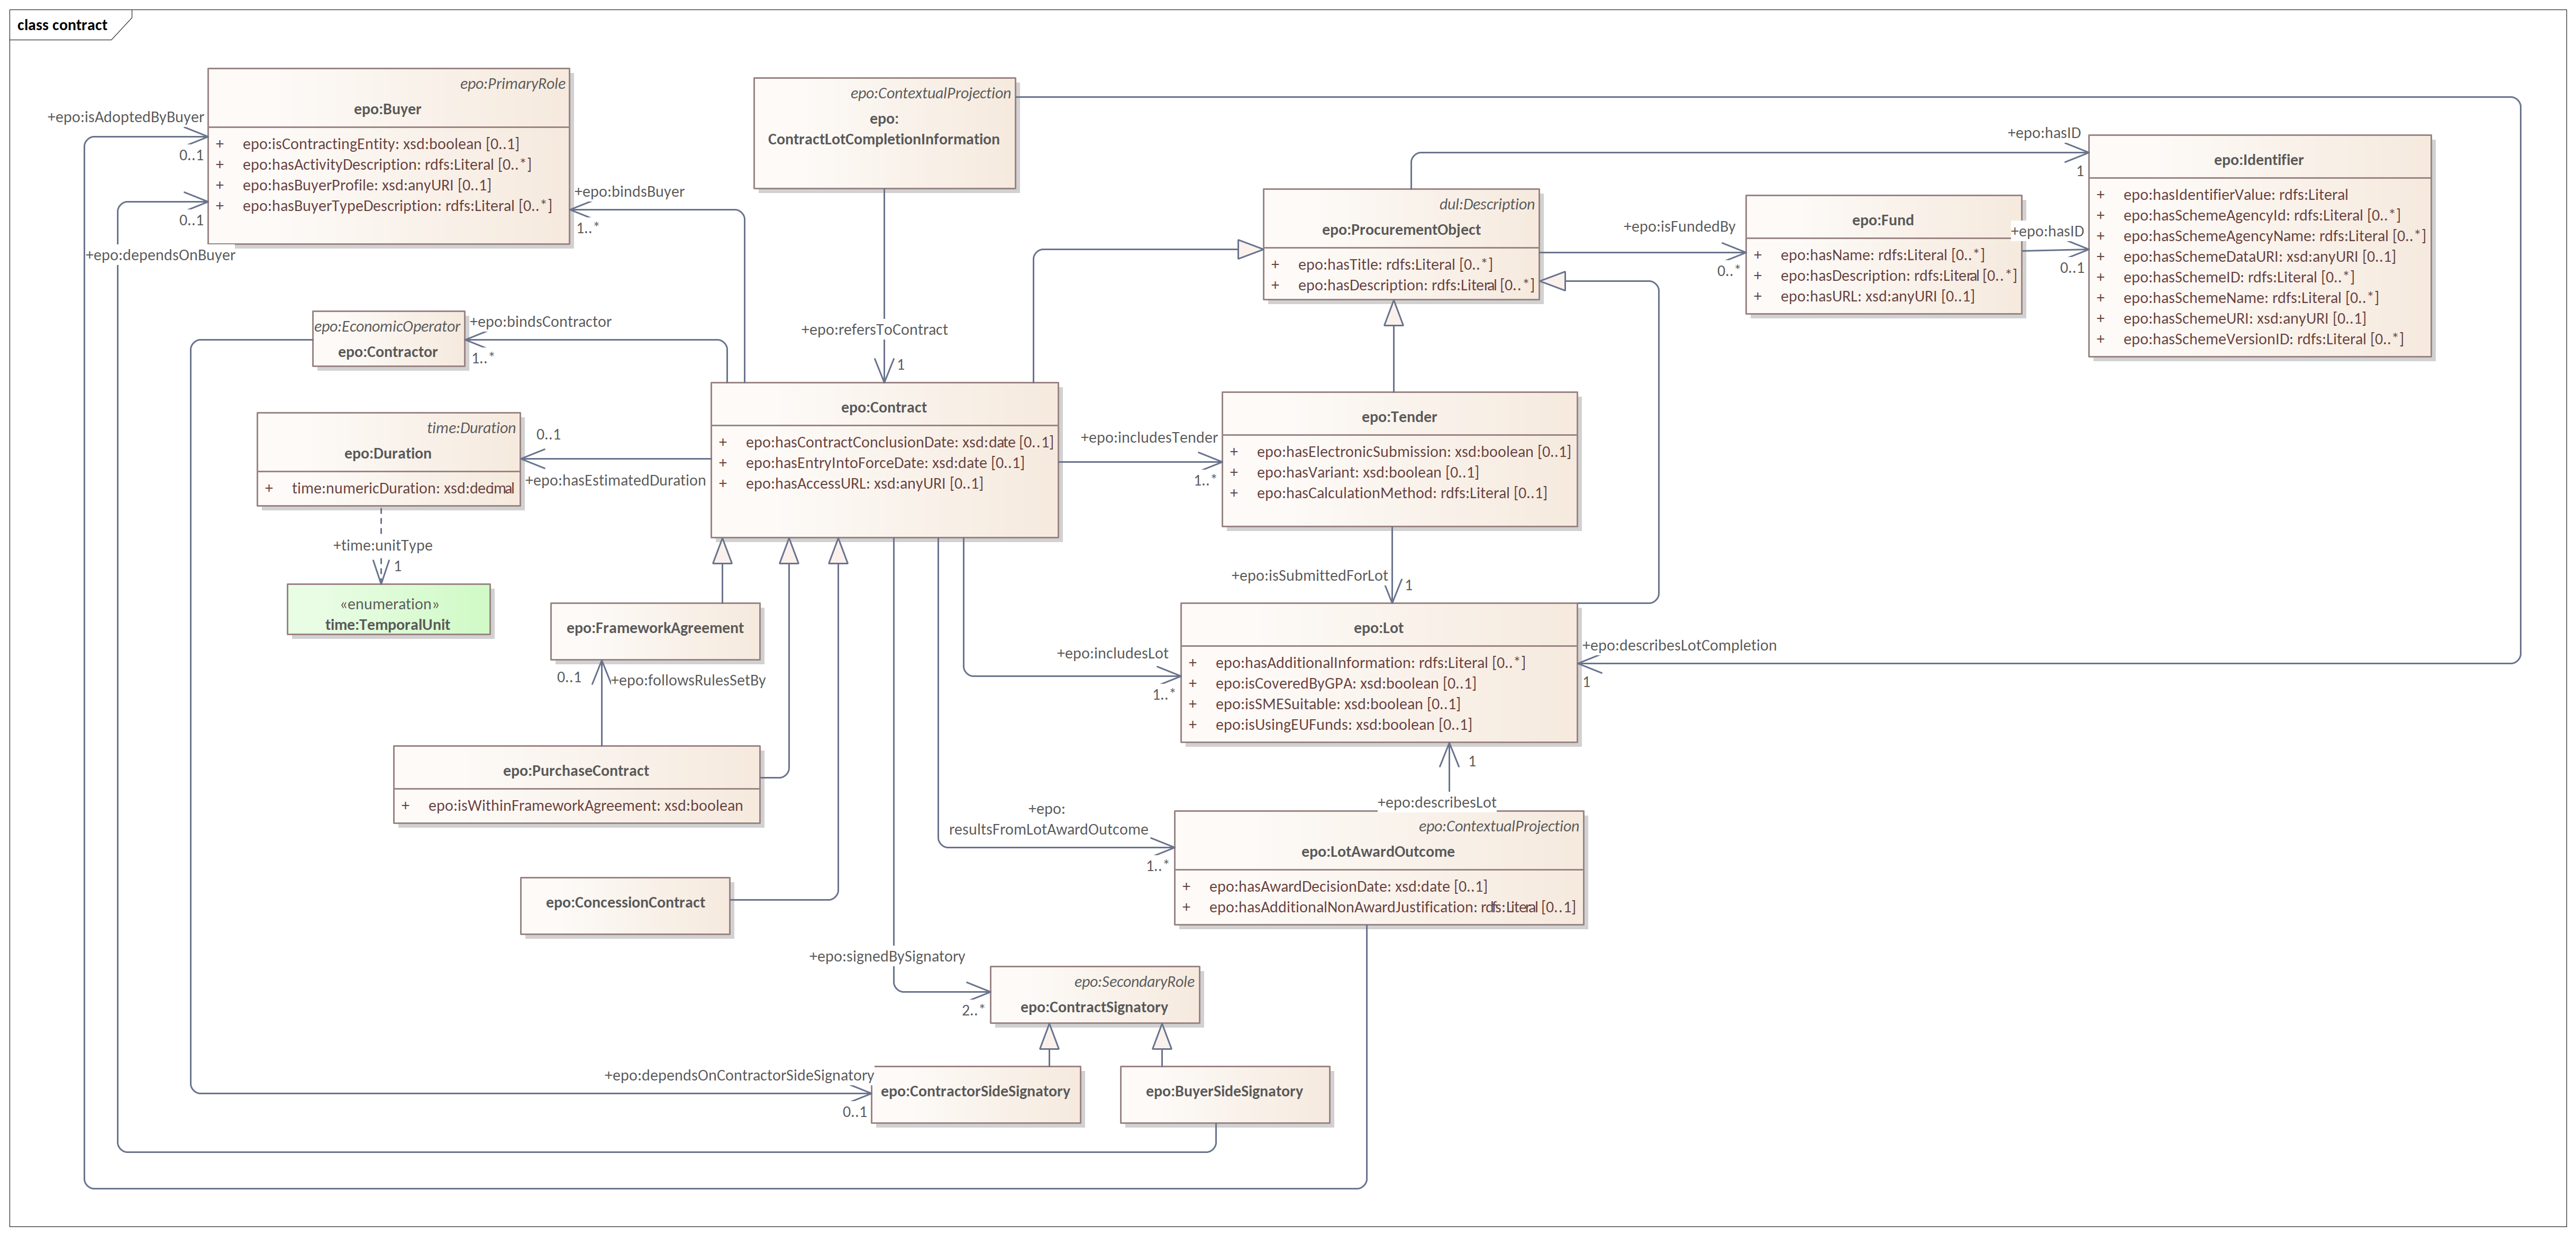 class contract
epo:PrimaryRole
epo:Buyer
+ epo:isContractingEntity: xsd:boolean [0..1]
+ epo:hasActivityDescription: rdfs:Literal [0..*]
+ epo:hasBuyerProfile: xsd:anyURI [0..1]
+ epo:hasBuyerTypeDescription: rdfs:Literal [0..*]
+epo:isAdoptedByBuyer
0..1
0..1
+epo:dependsOnBuyer
+epo:bindsBuyer
1..*
epo:ContextualProjection
epo:
ContractLotCompletionInformation
+epo:refersToContract
1
dul:Description
epo:ProcurementObject
+ epo:hasTitle: rdfs:Literal [0..*]
+ epo:hasDescription: rdfs:Literal [0..*]
+epo:isFundedBy
0..*
epo:Fund
+ epo:hasName: rdfs:Literal [0..*]
+ epo:hasDescription: rdfs:Literal [0..*]
+ epo:hasURL: xsd:anyURI [0..1]
+epo:hasID
1
+epo:hasID
0..1
epo:Identifier
+ epo:hasIdentifierValue: rdfs:Literal
+ epo:hasSchemeAgencyId: rdfs:Literal [0..*]
+ epo:hasSchemeAgencyName: rdfs:Literal [0..*]
+ epo:hasSchemeDataURI: xsd:anyURI [0..1]
+ epo:hasSchemeID: rdfs:Literal [0..*]
+ epo:hasSchemeName: rdfs:Literal [0..*]
+ epo:hasSchemeURI: xsd:anyURI [0..1]
+ epo:hasSchemeVersionID: rdfs:Literal [0..*]
epo:EconomicOperator
epo:Contractor
+epo:bindsContractor
1..*
time:Duration
epo:Duration
+ time:numericDuration: xsd:decimal
0..1
+epo:hasEstimatedDuration
+time:unitType
1
«enumeration»
time:TemporalUnit
epo:Contract
+ epo:hasContractConclusionDate: xsd:date [0..1]
+ epo:hasEntryIntoForceDate: xsd:date [0..1]
+ epo:hasAccessURL: xsd:anyURI [0..1]
+epo:includesTender
1..*
epo:Tender
+ epo:hasElectronicSubmission: xsd:boolean [0..1]
+ epo:hasVariant: xsd:boolean [0..1]
+ epo:hasCalculationMethod: rdfs:Literal [0..1]
+epo:isSubmittedForLot
1
epo:FrameworkAgreement
0..1
+epo:followsRulesSetBy
+epo:includesLot
1..*
epo:Lot
+ epo:hasAdditionalInformation: rdfs:Literal [0..*]
+ epo:isCoveredByGPA: xsd:boolean [0..1]
+ epo:isSMESuitable: xsd:boolean [0..1]
+ epo:isUsingEUFunds: xsd:boolean [0..1]
+epo:describesLotCompletion
1
epo:PurchaseContract
+ epo:isWithinFrameworkAgreement: xsd:boolean
1
+epo:describesLot
+epo:
resultsFromLotAwardOutcome
1..*
epo:ContextualProjection
epo:LotAwardOutcome
+ epo:hasAwardDecisionDate: xsd:date [0..1]
+ epo:hasAdditionalNonAwardJustification: rdfs:Literal [0..1]
epo:ConcessionContract
+epo:signedBySignatory
2..*
epo:SecondaryRole
epo:ContractSignatory
+epo:dependsOnContractorSideSignatory
0..1
epo:ContractorSideSignatory
epo:BuyerSideSignatory